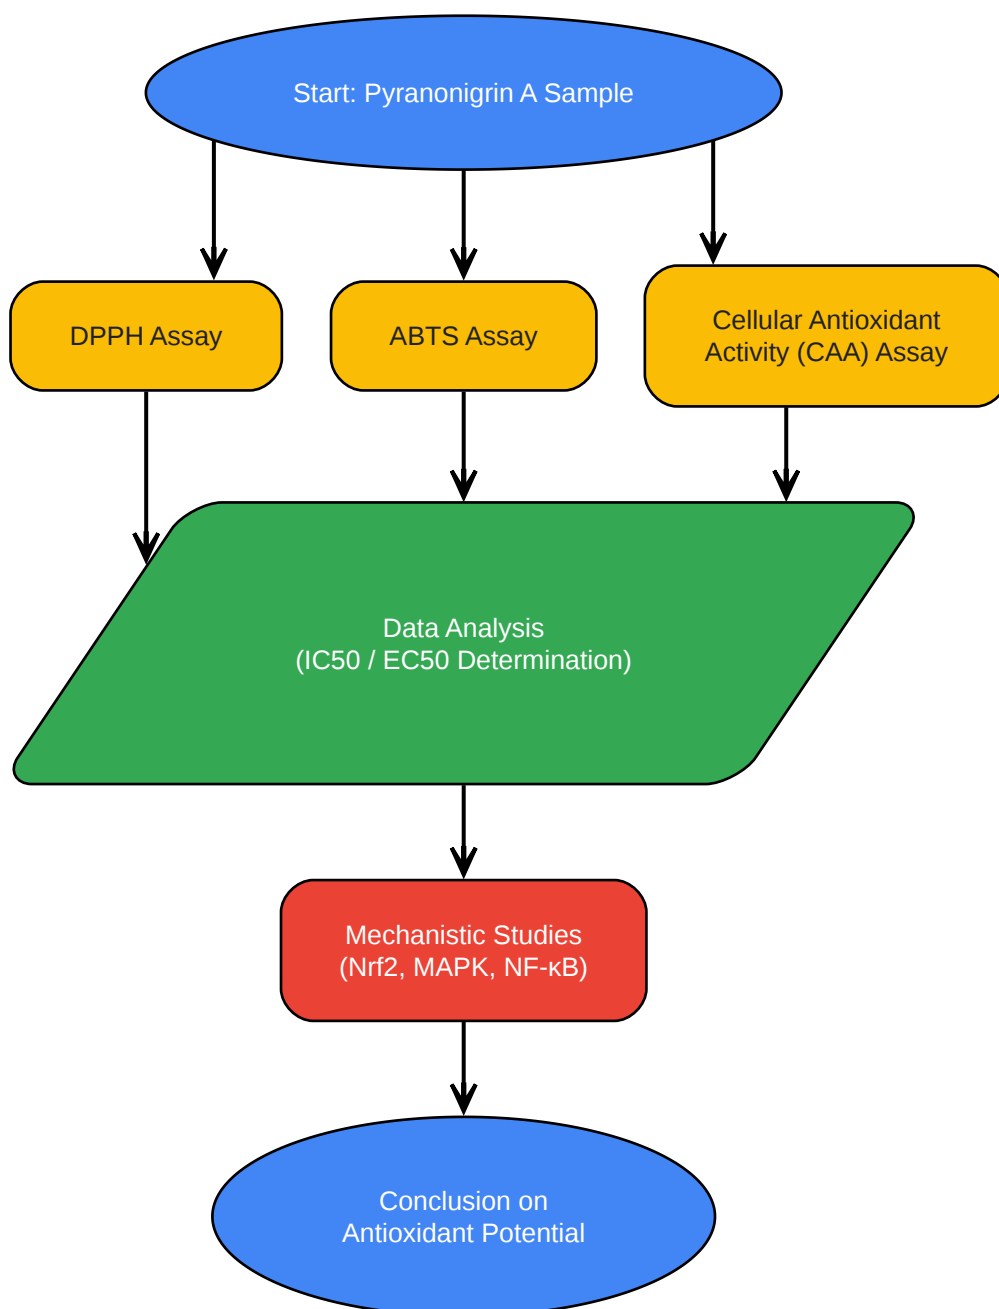 Start: Pyranonigrin A Sample
DPPH Assay
ABTS Assay
Cellular Antioxidant
Activity (CAA) Assay
Data Analysis
(IC50 / EC50 Determination)
Mechanistic Studies
(Nrf2, MAPK, NF-κB)
Conclusion on
Antioxidant Potential